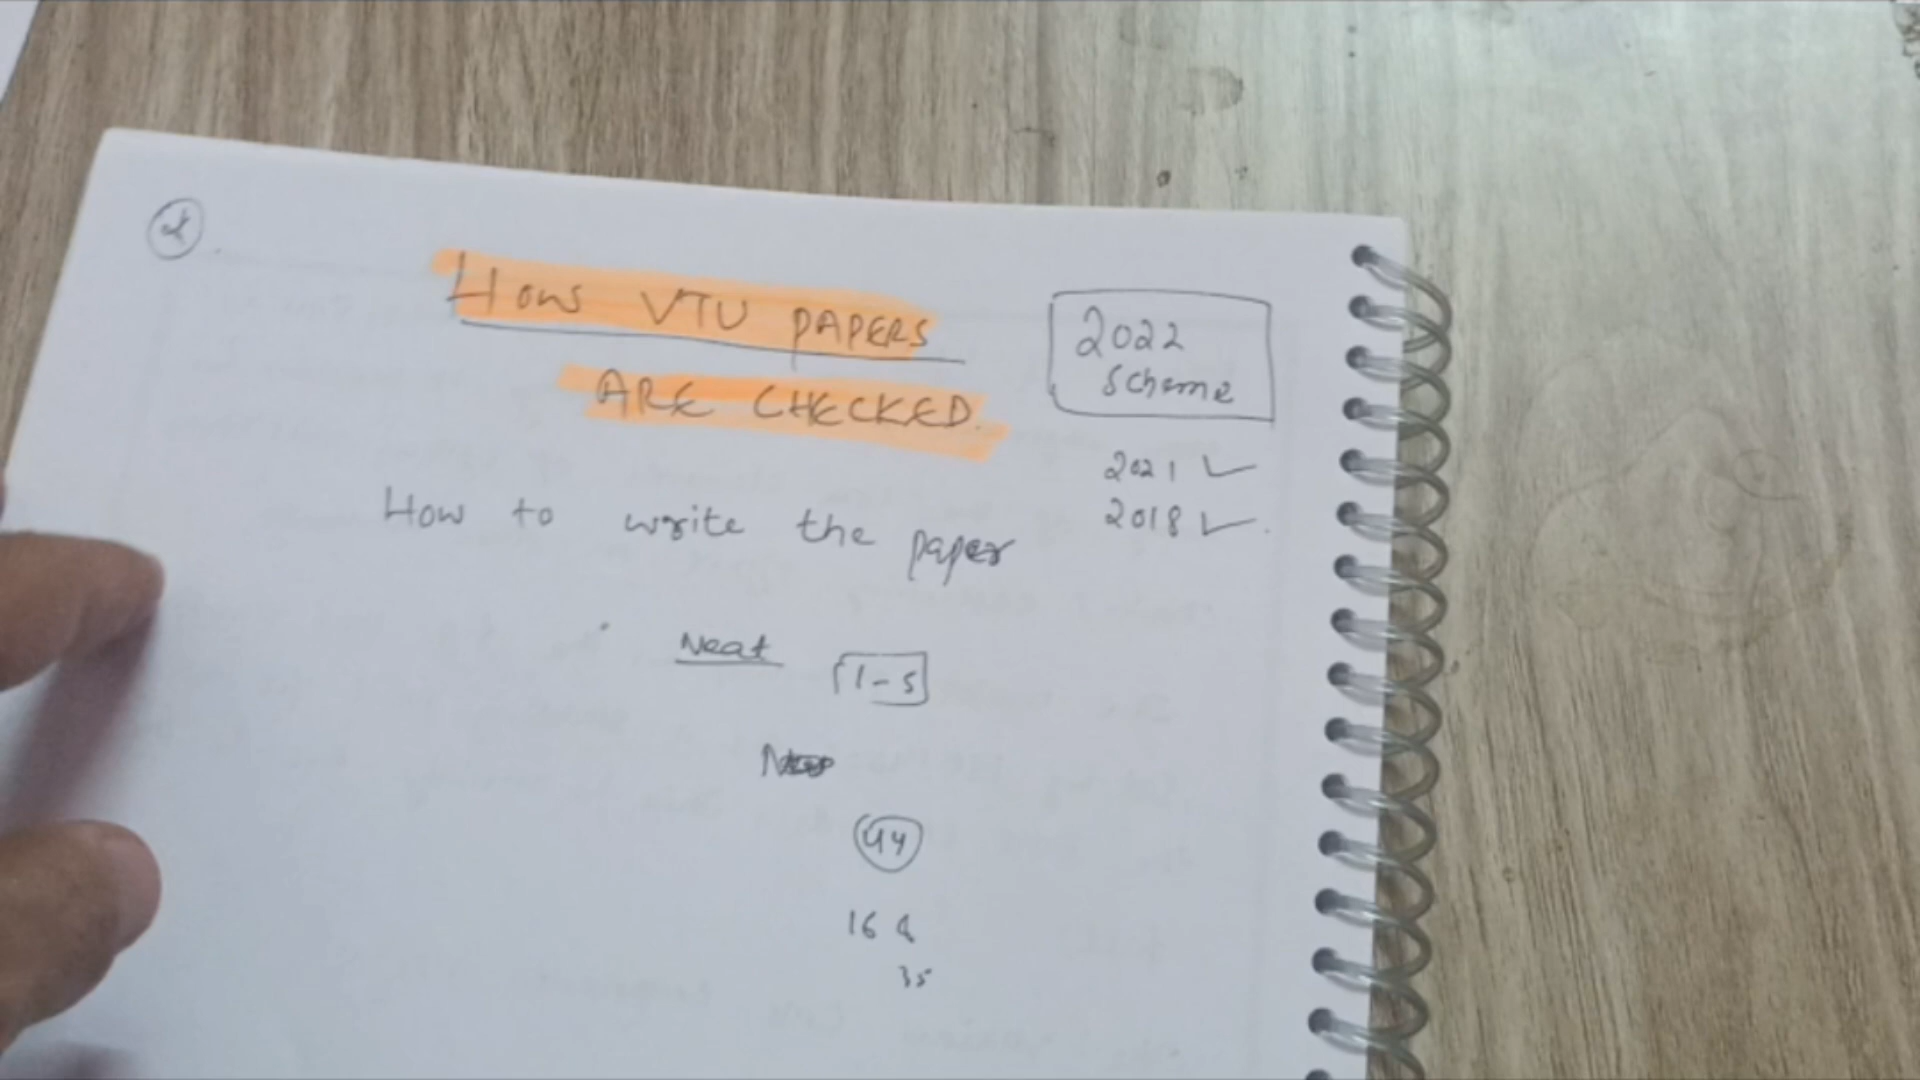 How VTU PAPERS
ARE CHECKED.
2022
Scheme
2021 ✓
2018 ✓
How to write the paper
Neat
1-5
44
16
35